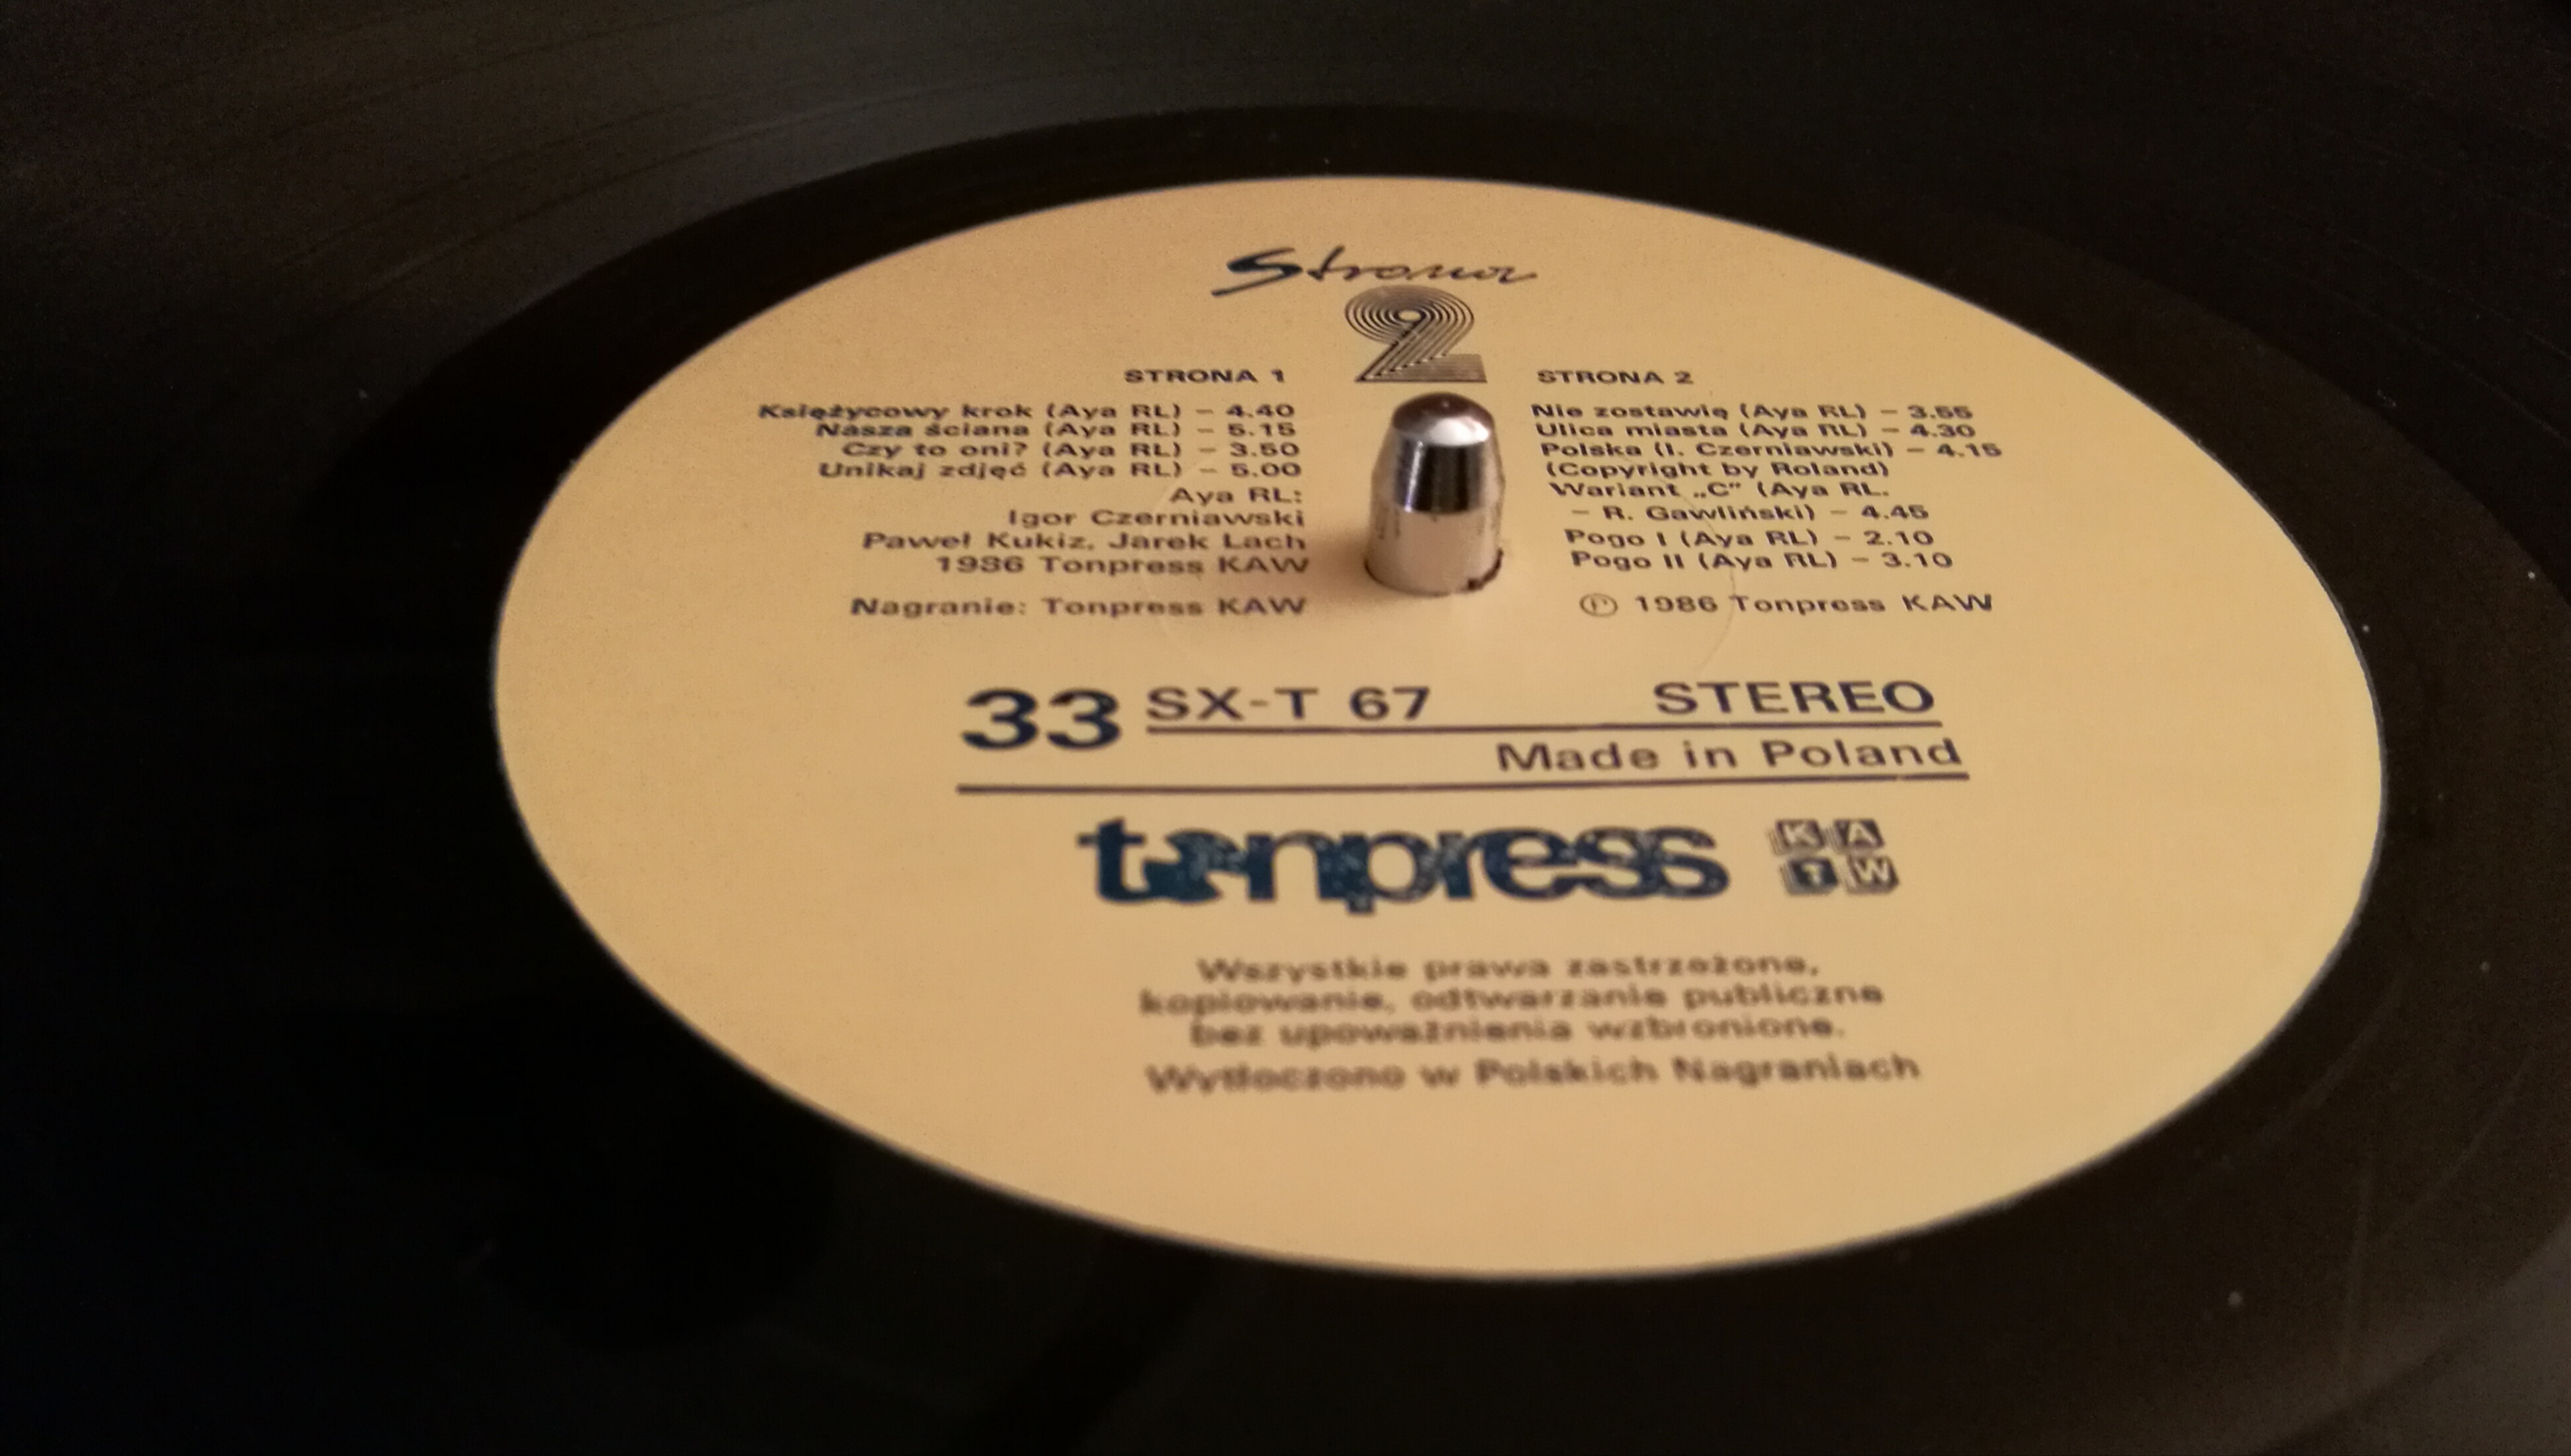 Strona
2
STRONA 1
Księżycowy krok (Aya RL) – 4.40
Nasza ściana (Aya RL) – 5.15
Czy to oni? (Aya RL) – 3.50
Unikaj zdjęć (Aya RL) – 5.00
Aya RL:
Igor Czerniawski
Paweł Kukiz, Jarek Lach
1986 Tonpress KAW
Nagranie: Tonpress KAW
STRONA 2
Nie zostawię (Aya RL) – 3.55
Ulica miasta (Aya RL) – 4.30
Polska (I. Czerniawski) – 4.15
(Copyright by Roland)
Wariant „C” (Aya RL.
– R. Gawliński) – 4.45
Pogo I (Aya RL) – 2.10
Pogo II (Aya RL) – 3.10
Ⓟ 1986 Tonpress KAW
33 SX-T 67 STEREO
Made in Poland
tonpress KAW
Wszystkie prawa zastrzeżone,
kopiowanie, odtwarzanie publiczne
bez upoważnienia wzbronione.
Wytłoczono w Polskich Nagraniach